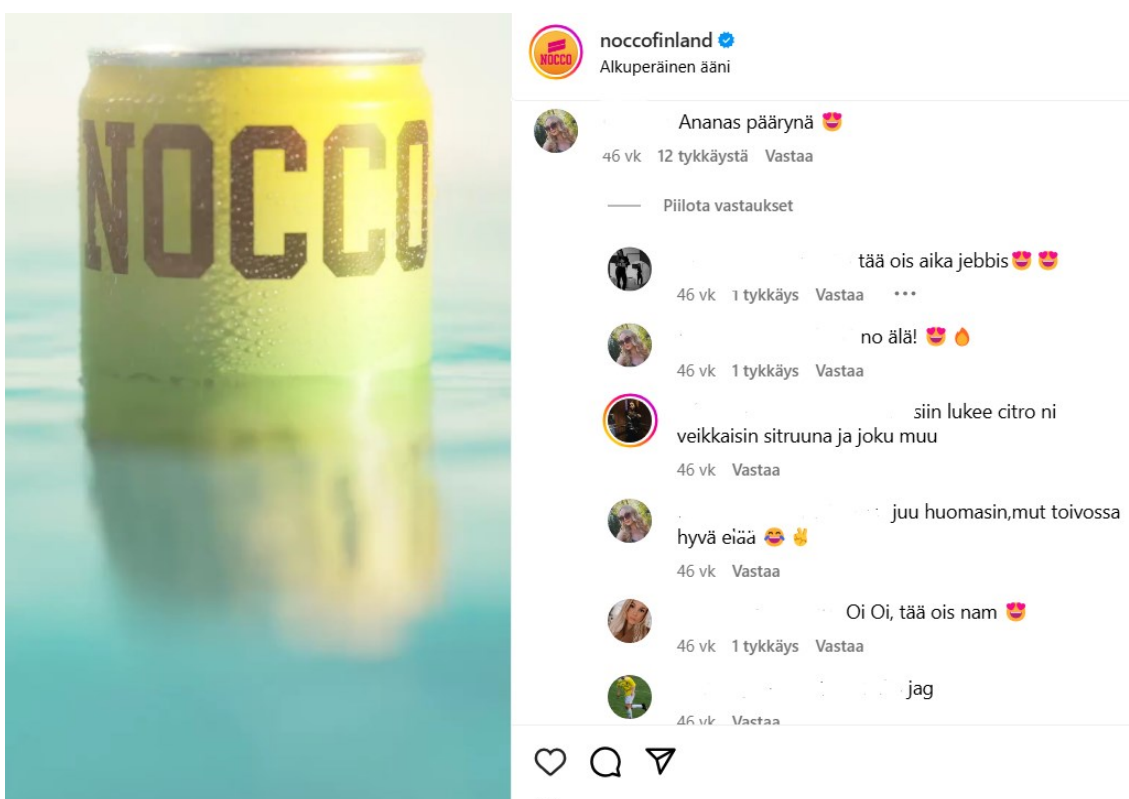 NOCCO
noccofinland
NOCCO
Alkuperäinen ääni
Ananas päärynä 😍
46 vk 12 tykkäystä Vastaa
Piilota vastaukset
tää ois aika jebbis😍 😍
46 vk 1 tykkäys Vastaa ...
no älä! 😍 🔥
46 vk 1 tykkäys Vastaa
siin lukee citro ni
veikkaisin sitruuna ja joku muu
46 vk Vastaa
juu huomasin,mut toivossa
hyvä elää 😂 ✌️
46 vk Vastaa
Oi Oi, tää ois nam 😍
46 vk 1 tykkäys Vastaa
jag
46 vk Vastaa